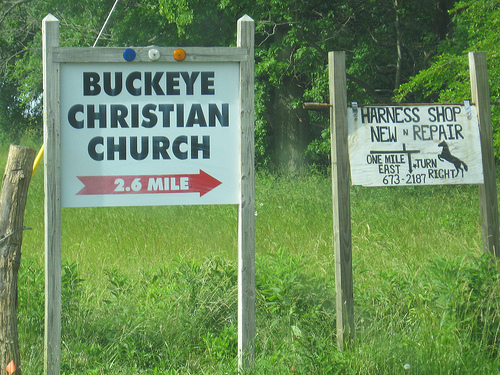 BUCKEYE
CHRISTIAN
CHURCH
2.6 MILE
HARNESS SHOP
NEW N REPAIR
ONE MILE
EAST
TURN
RIGHT
673-2187